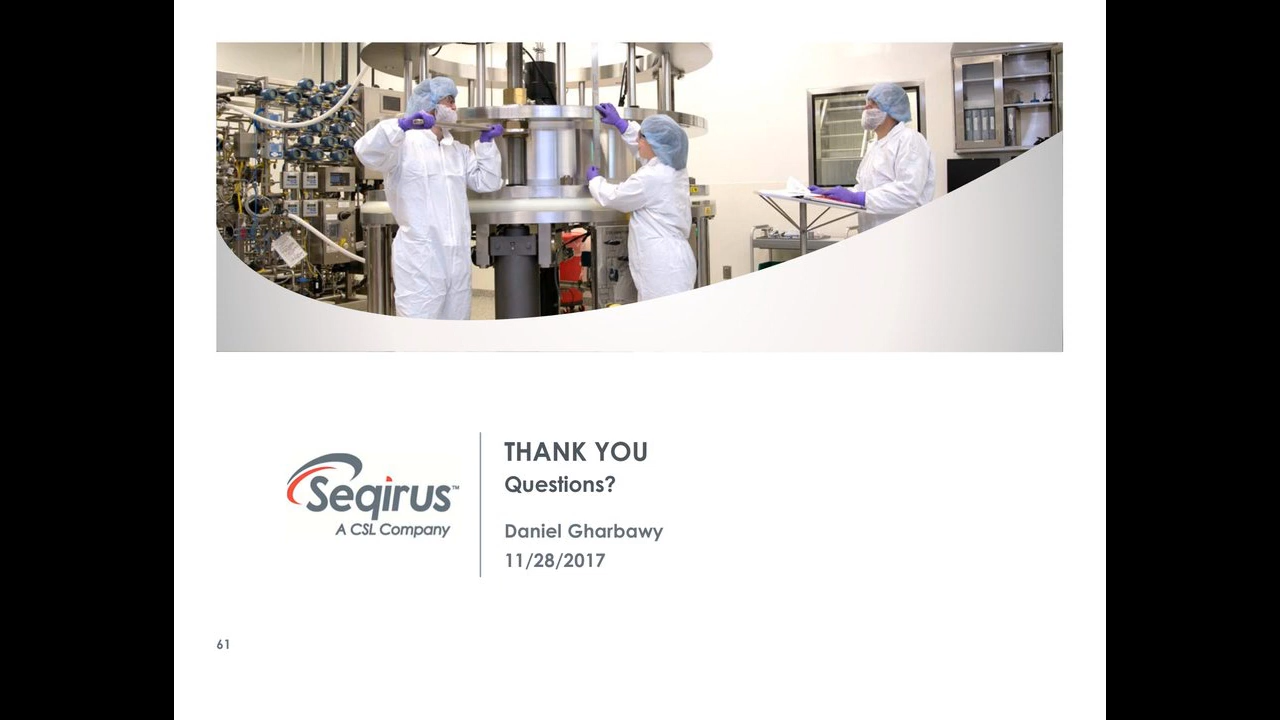 Seqirus™
A CSL Company
THANK YOU
Questions?
Daniel Gharbawy
11/28/2017
61